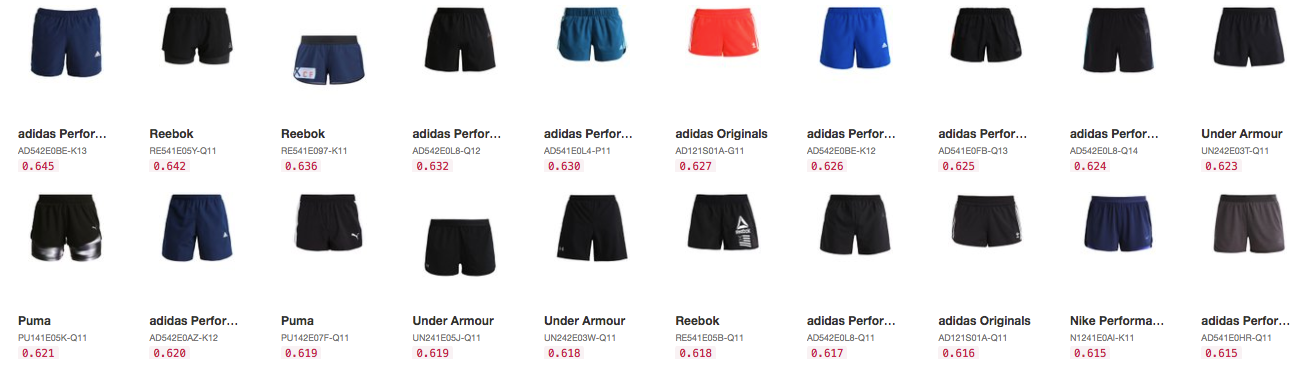 adidas Perfor...
AD542E0BE-K13
0.645
Reebok
RE541E05Y-Q11
0.642
Reebok
RE541E097-K11
0.636
adidas Perfor...
AD542E0L8-Q12
0.632
adidas Perfor...
AD541E0L4-P11
0.630
adidas Originals
AD121S01A-G11
0.627
adidas Perfor...
AD542E0BE-K12
0.626
adidas Perfor...
AD541E0FB-Q13
0.625
adidas Perfor...
AD542E0L8-Q14
0.624
Under Armour
UN242E03T-Q11
0.623
Puma
PU141E05K-Q11
0.621
adidas Perfor...
AD542E0AZ-K12
0.620
Puma
PU142E07F-Q11
0.619
Under Armour
UN241E05J-Q11
0.619
Under Armour
UN242E03W-Q11
0.618
Reebok
RE541E05B-Q11
0.618
adidas Perfor...
AD542E0L8-Q11
0.617
adidas Originals
AD121S01A-Q11
0.616
Nike Performa...
N1241E0AI-K11
0.615
adidas Perfor...
AD541E0HR-Q11
0.615